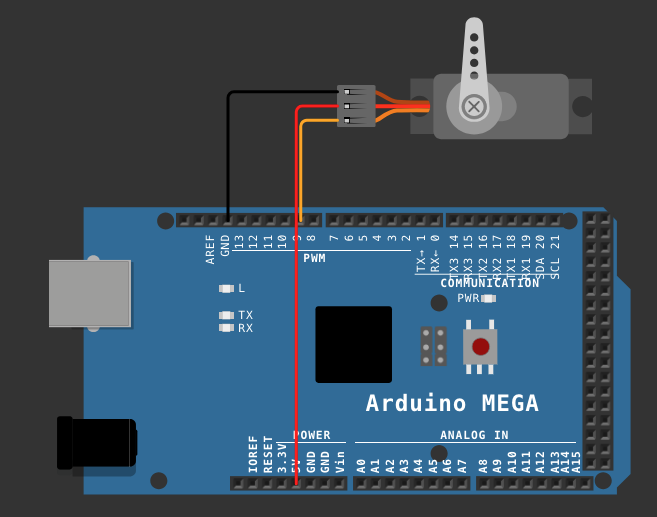 AREF
GND
13
12
11
10
9
8
7
6
5
4
3
2
TX→ 1
RX← 0
TX3 14
RX3 15
TX2 16
RX2 17
TX1 18
RX1 19
SDA 20
SCL 21
PWM
COMMUNICATION
L
PWR
TX
RX
Arduino MEGA
POWER
ANALOG IN
IOREF
RESET
3.3V
5V
GND
GND
Vin
A0
A1
A2
A3
A4
A5
A6
A7
A8
A9
A10
A11
A12
A13
A14
A15